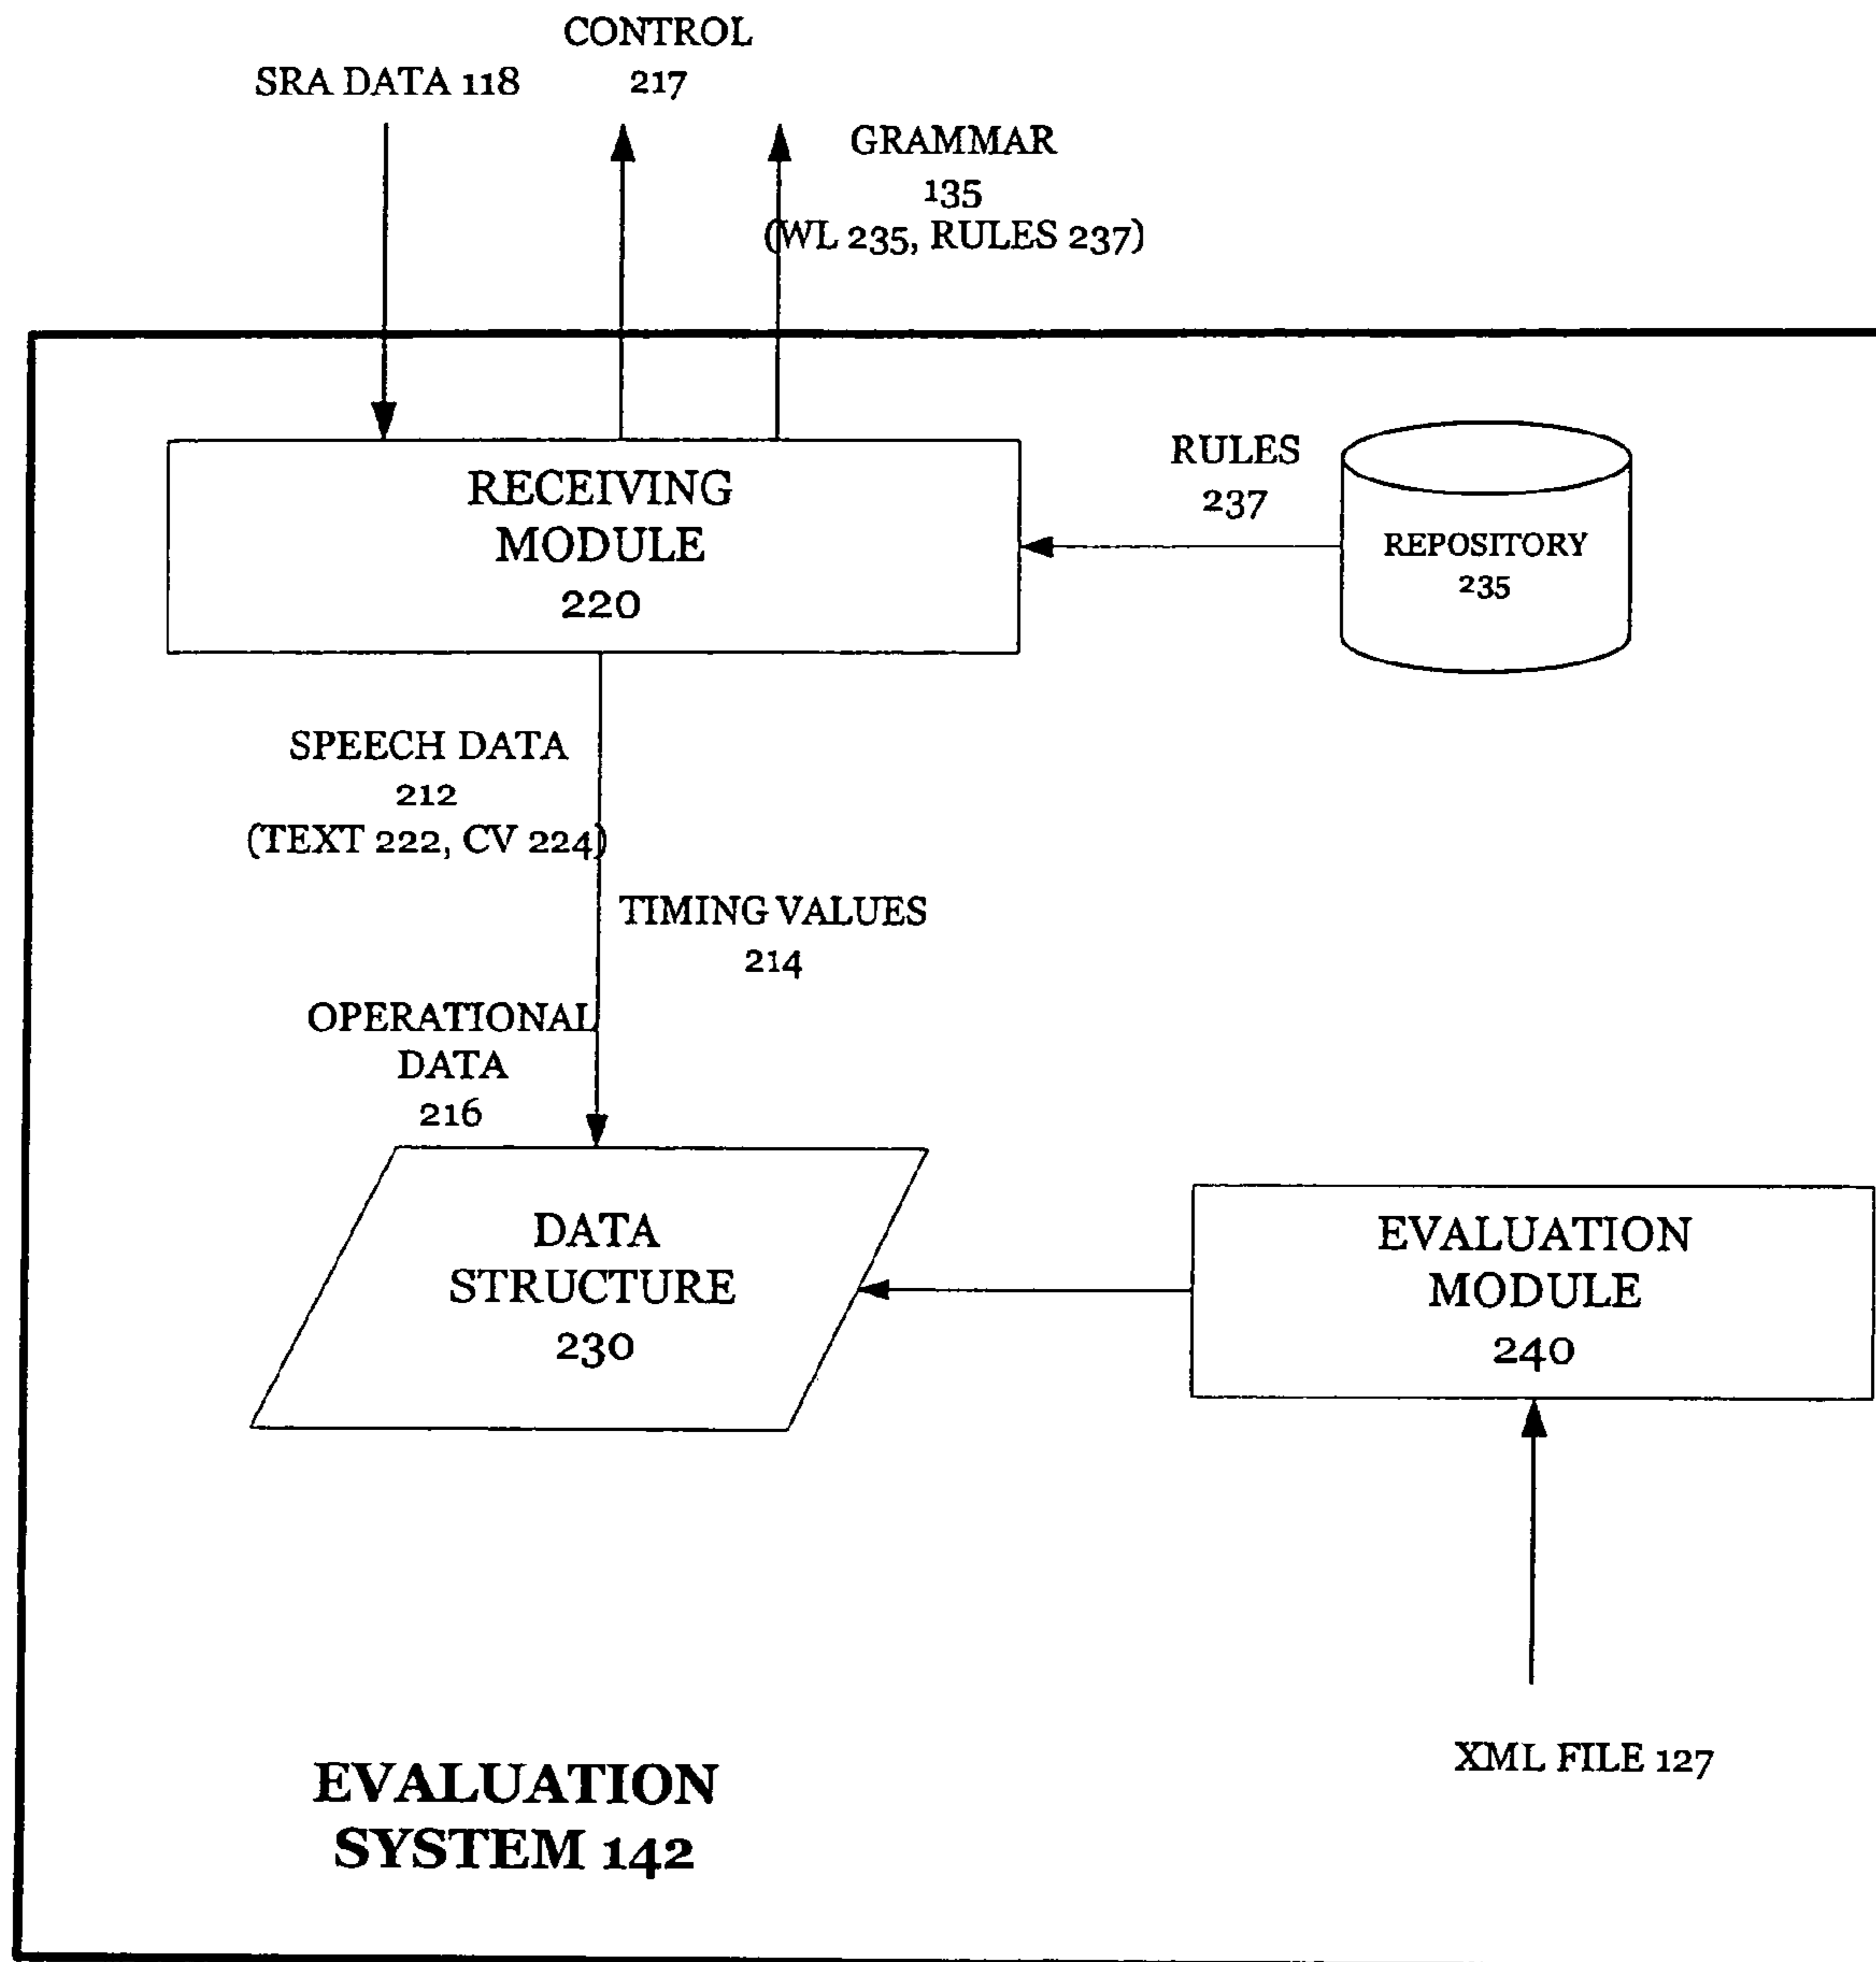 CONTROL
217
SRA DATA 118
GRAMMAR
135
(WL 235, RULES 237)
RECEIVING
MODULE
220
RULES
237
REPOSITORY
235
SPEECH DATA
212
(TEXT 222, CV 224)
TIMING VALUES
214
OPERATIONAL
DATA
216
DATA
STRUCTURE
230
EVALUATION
MODULE
240
XML FILE 127
EVALUATION
SYSTEM 142